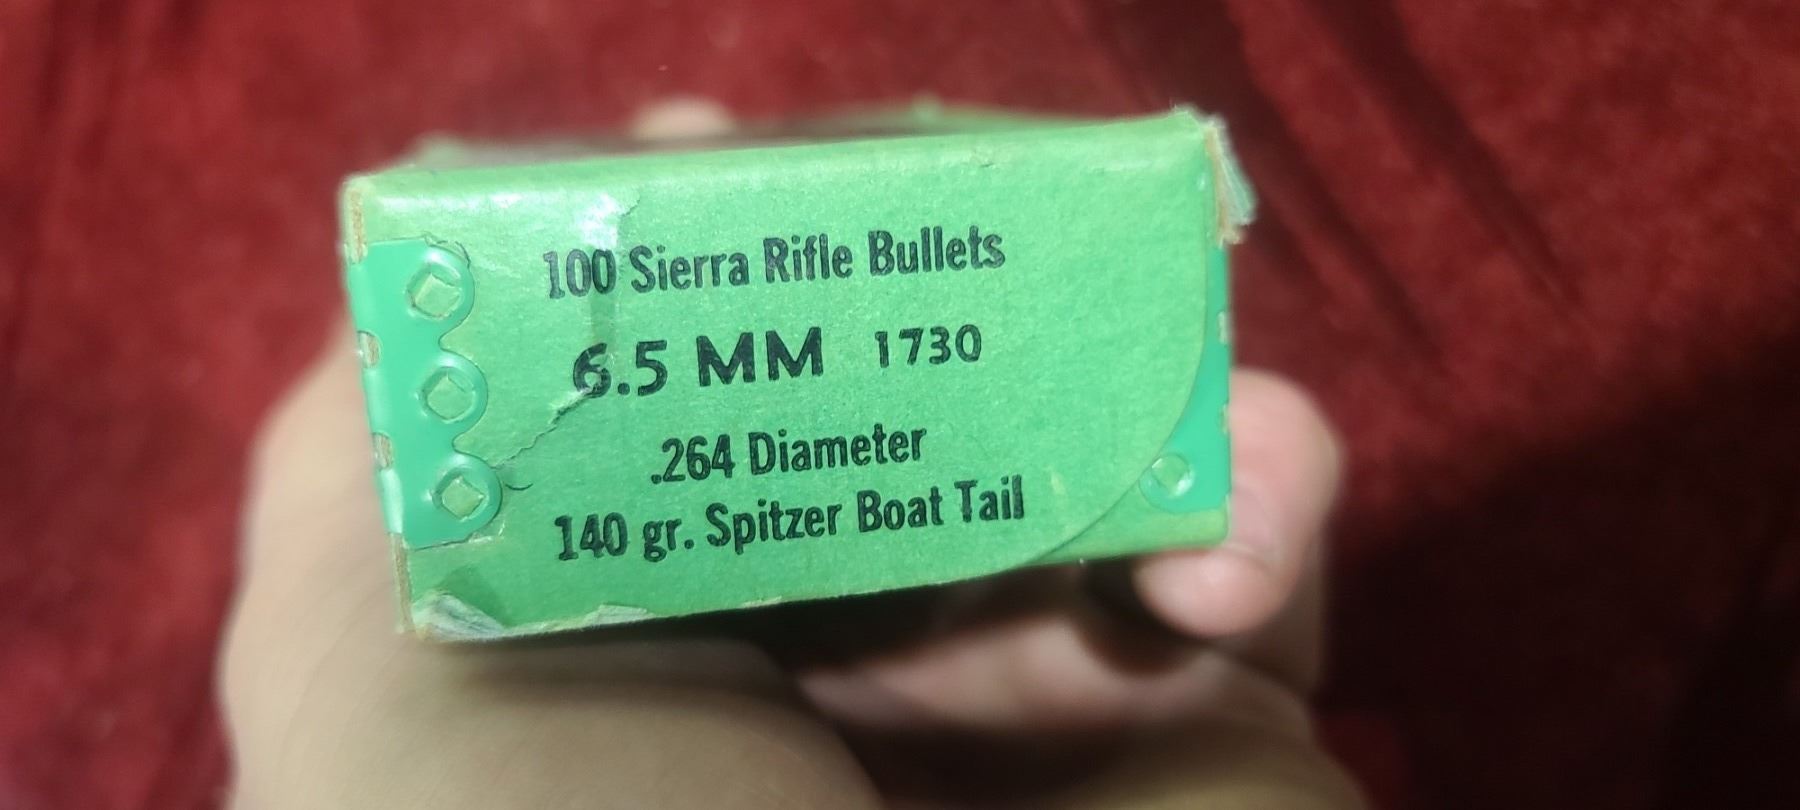 100 Sierra Rifle Bullets
6.5 MM 1730
.264 Diameter
140 gr. Spitzer Boat Tail